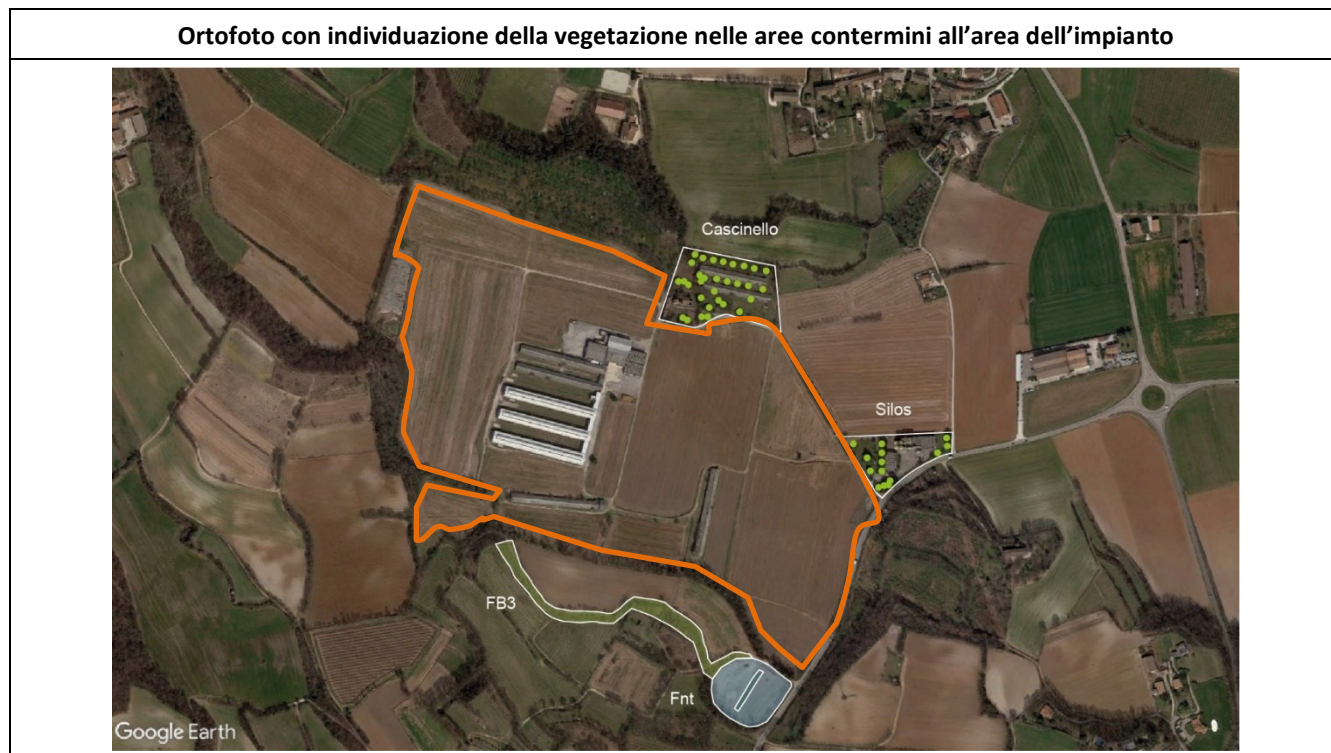 Ortofoto con individuazione della vegetazione nelle aree contermini all’area dell’impianto
Cascinello
Silos
FB3
Fnt
Google Earth